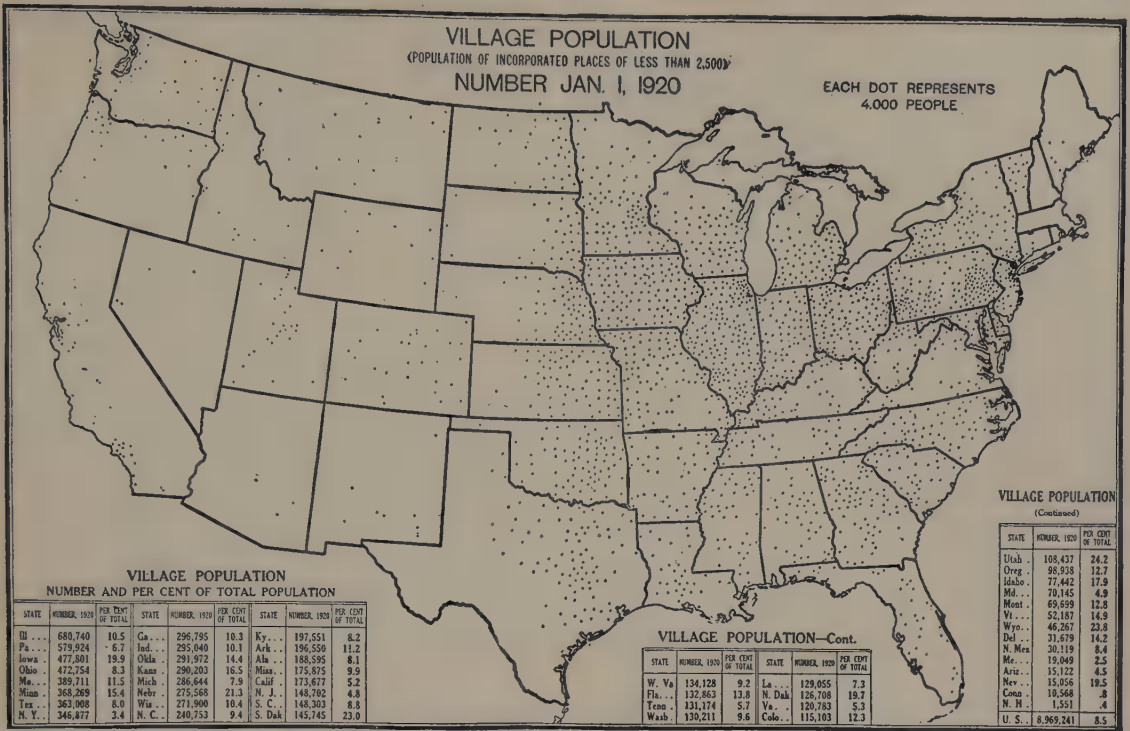 VILLAGE POPULATION
(POPULATION OF INCORPORATED PLACES OF LESS THAN 2,500)
NUMBER JAN. 1, 1920
EACH DOT REPRESENTS
4.000 PEOPLE
VILLAGE POPULATION
NUMBER AND PER CENT OF TOTAL POPULATION
STATE NUMBER, 1920 PER CENT OF TOTAL STATE NUMBER, 1920 PER CENT OF TOTAL STATE NUMBER, 1920 PER CENT OF TOTAL
Ill .... 680,740 10.5 Ga... 296,795 10.3 Ky... 197,551 8.2
Pa.... 579,924 6.7 Ind... 295,040 10.1 Ark.. 196,550 11.2
Iowa . 477,801 19.9 Okla . 291,972 14.4 Ala .. 188,595 8.1
Ohio . 472,754 8.3 Kans . 290,203 16.5 Miss.. 175,875 9.9
Mo... 389,711 11.5 Mich . 286,644 7.9 Calif 173,677 5.2
Minn . 368,269 15.4 Nebr . 275,568 21.3 N. J.. 148,702 4.8
Tex .. 363,008 8.0 Wis .. 271,900 10.4 S. C.. 148,303 8.8
N. Y.. 346,877 3.4 N. C.. 240,753 9.4 S. Dak 145,745 23.0
VILLAGE POPULATION—Cont.
STATE NUMBER, 1920 PER CENT OF TOTAL STATE NUMBER, 1920 PER CENT OF TOTAL
W. Va 134,128 9.2 La ... 129,055 7.3
Fla... 132,863 13.8 N. Dak 126,708 19.7
Tenn . 131,174 5.7 Va... 120,783 5.3
Wash . 130,211 9.6 Colo.. 115,103 12.3
VILLAGE POPULATION
(Continued)
STATE NUMBER, 1920 PER CENT OF TOTAL
Utah . 108,437 24.2
Oreg . 98,938 12.7
Idaho . 77,442 17.9
Md... 70,145 4.9
Mont . 69,699 12.8
Vt ... 52,187 14.9
Wyo.. 46,267 23.8
Del .. 31,679 14.2
N. Mex 30,119 8.4
Me... 19,049 2.5
Ariz.. 15,122 4.5
Nev .. 15,056 19.5
Conn . 10,568 .8
N. H. 1,551 .4
U. S. . 8,969,241 8.5